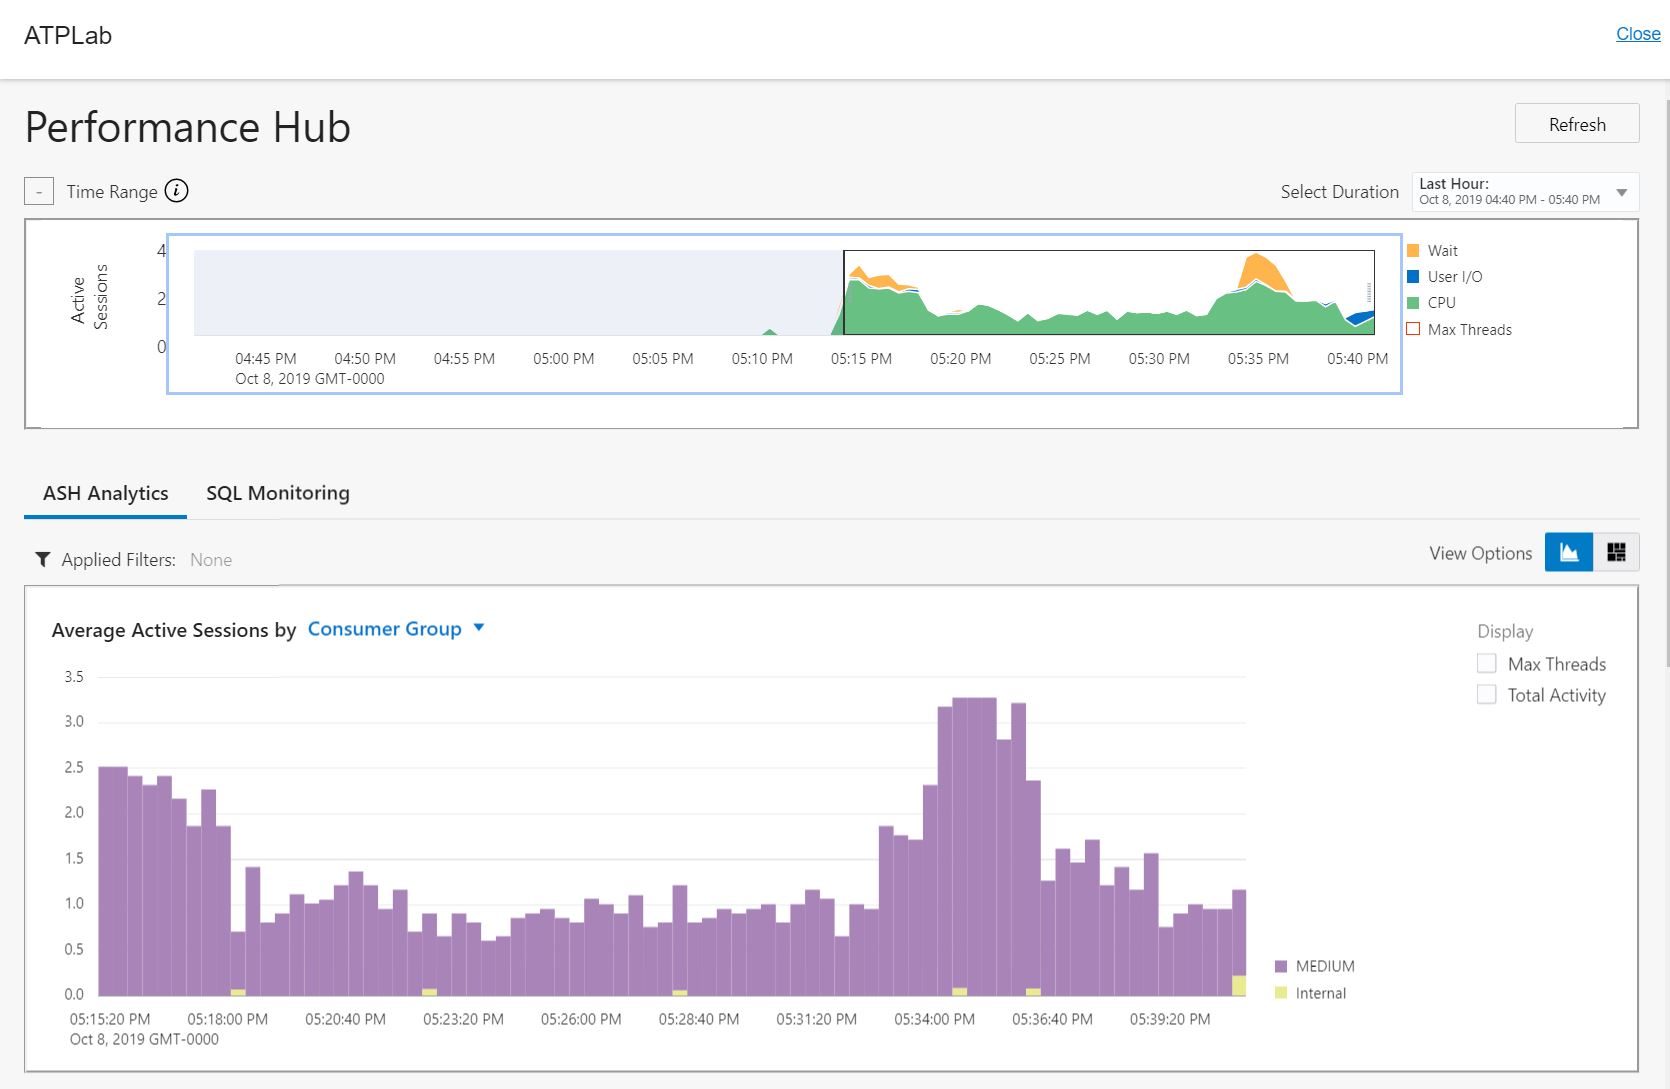 ATPLab
Close
Performance Hub
Refresh
- Time Range i
Select Duration
Last Hour:
Oct 8, 2019 04:40 PM - 05:40 PM
Active
Sessions
4
2
0
04:45 PM 04:50 PM 04:55 PM 05:00 PM 05:05 PM 05:10 PM 05:15 PM 05:20 PM 05:25 PM 05:30 PM 05:35 PM 05:40 PM
Oct 8, 2019 GMT-0000
Wait
User I/O
CPU
Max Threads
ASH Analytics SQL Monitoring
Applied Filters: None
View Options
Average Active Sessions by Consumer Group
Display
Max Threads
Total Activity
3.5
3.0
2.5
2.0
1.5
1.0
0.5
0.0
05:15:20 PM 05:18:00 PM 05:20:40 PM 05:23:20 PM 05:26:00 PM 05:28:40 PM 05:31:20 PM 05:34:00 PM 05:36:40 PM 05:39:20 PM
Oct 8, 2019 GMT-0000
MEDIUM
Internal